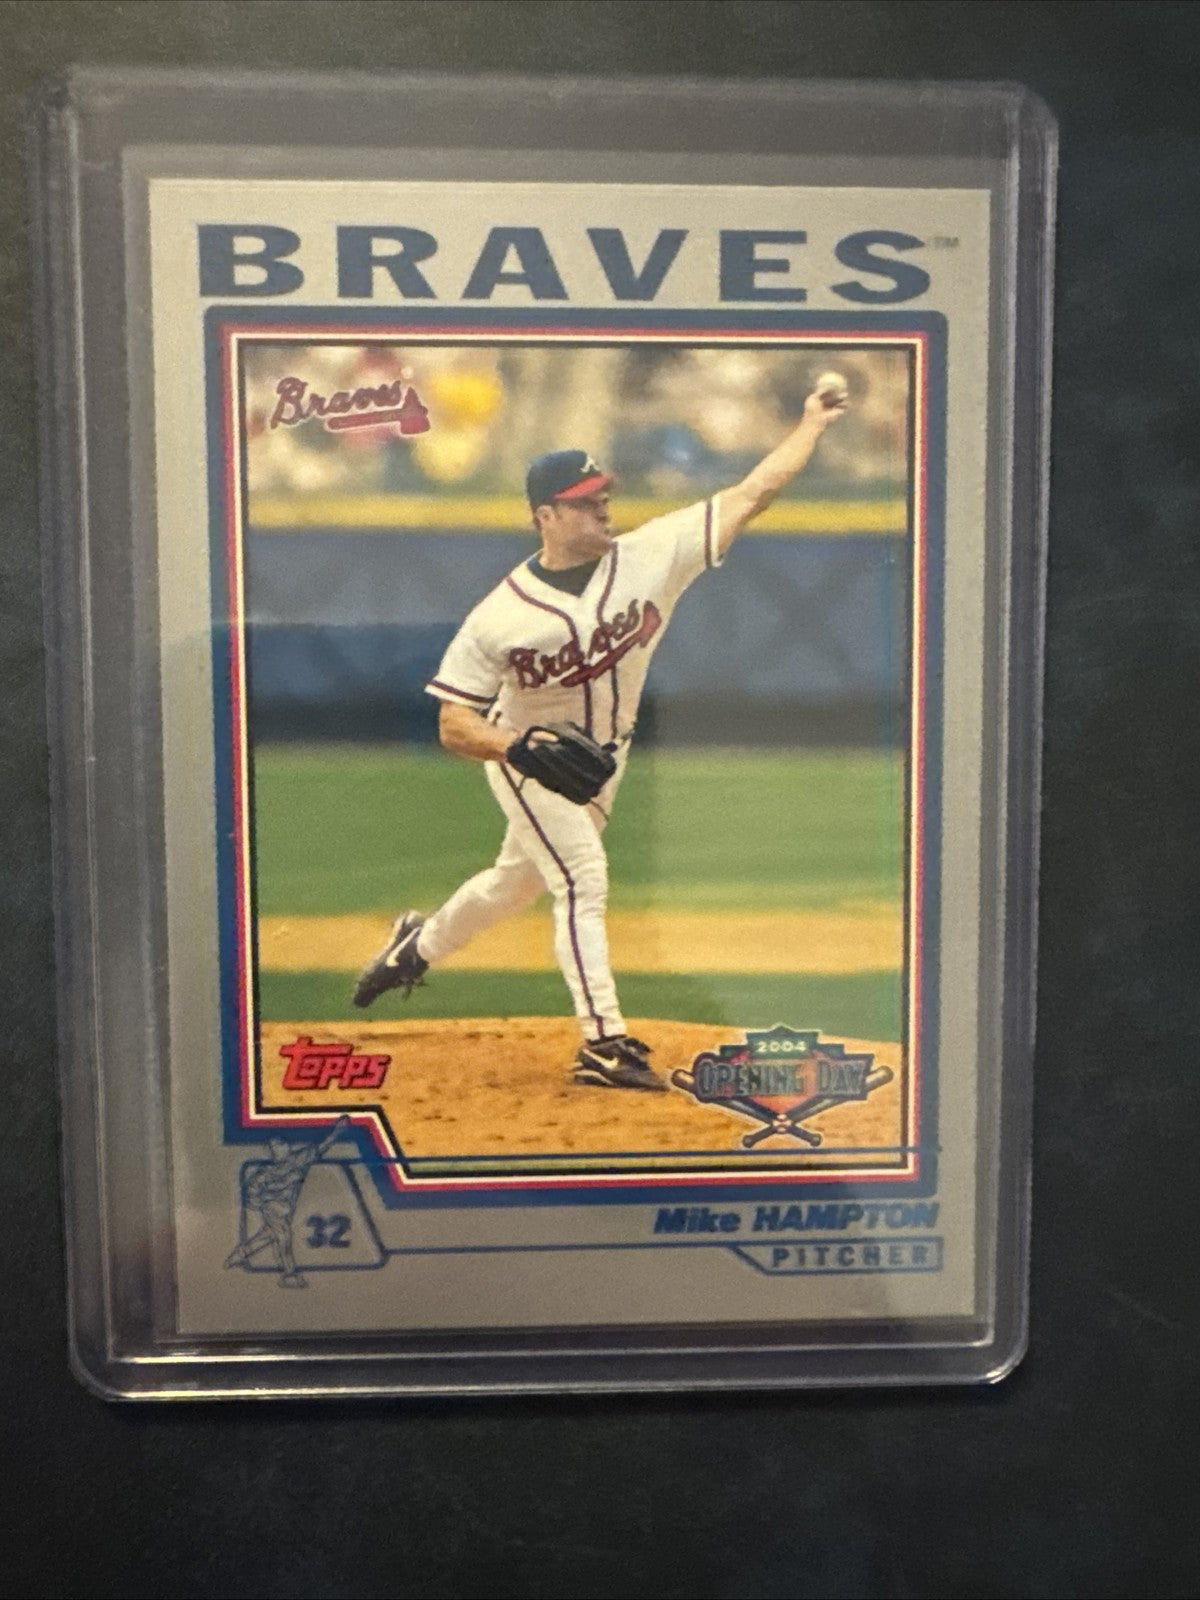 BRAVES™
Braves
Braves
topps
2004
OPENING DAY
32
Mike HAMPTON
PITCHER